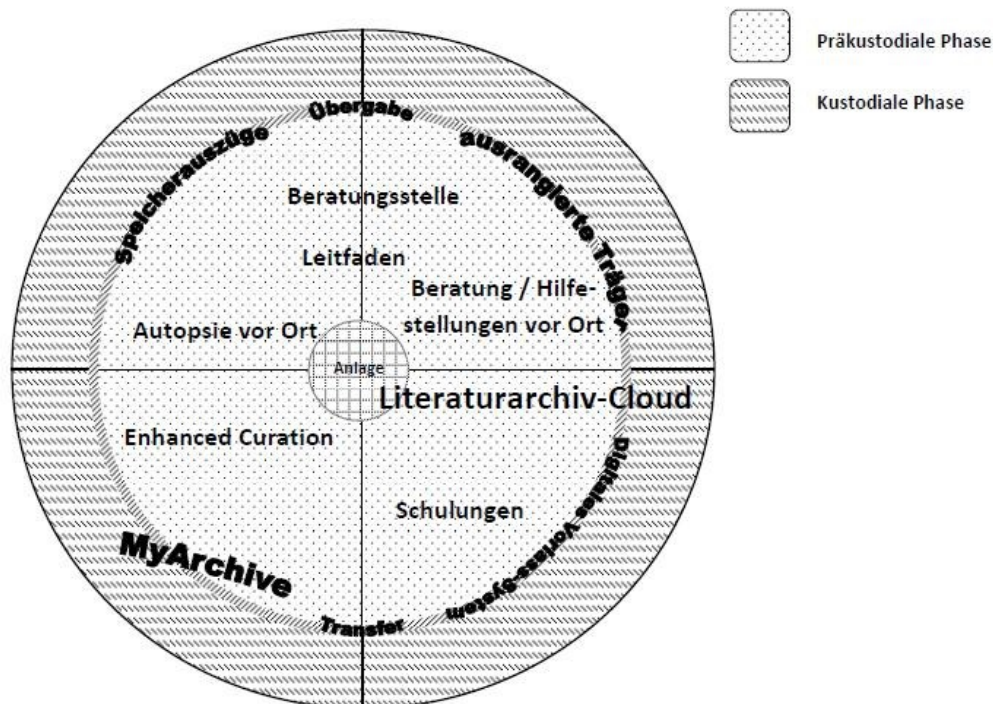 Präkustodiale Phase
Kustodiale Phase
Übergabe
ausrangierte Träger
Speicherauszüge
Beratungsstelle
Leitfaden
Beratung / Hilfe-
stellungen vor Ort
Autopsie vor Ort
Anlage
Literaturarchiv-Cloud
Enhanced Curation
Schulungen
Digitales Vorlass-System
MyArchive
Transfer